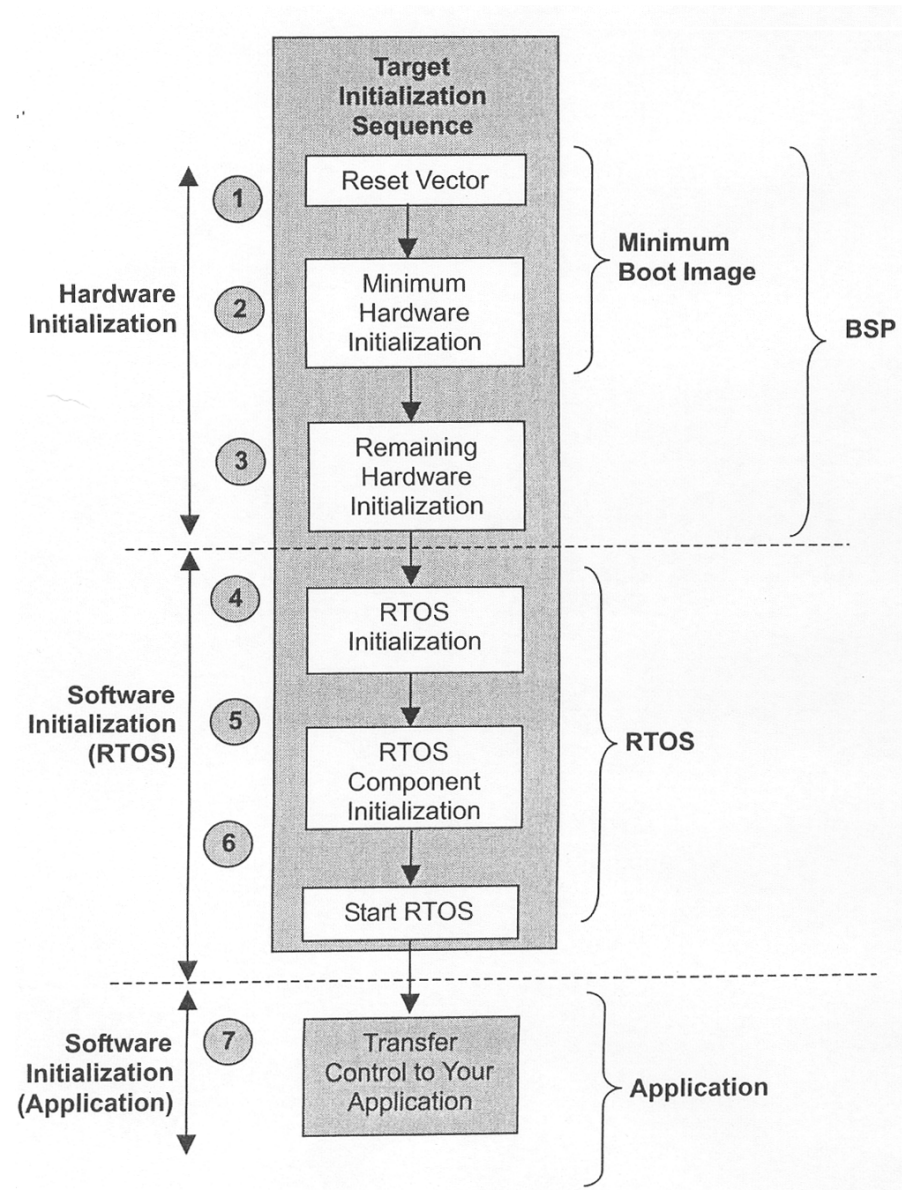 Target
Initialization
Sequence
1
Reset Vector
Minimum
Boot Image
Hardware
Initialization
2
Minimum
Hardware
Initialization
BSP
3
Remaining
Hardware
Initialization
4
RTOS
Initialization
Software
Initialization
(RTOS)
5
RTOS
Component
Initialization
RTOS
6
Start RTOS
Software
Initialization
(Application)
7
Transfer
Control to Your
Application
Application